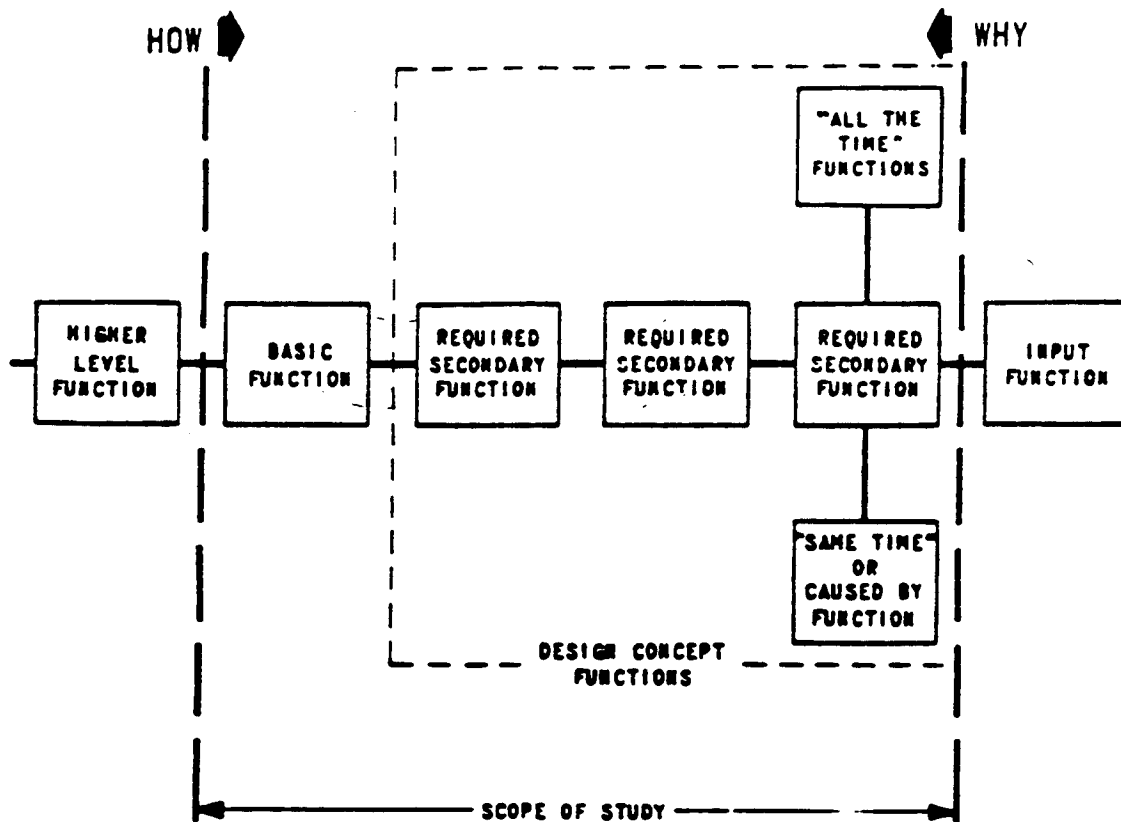 HOW
WHY
"ALL THE
TIME"
FUNCTIONS
HIGHER
LEVEL
FUNCTION
BASIC
FUNCTION
REQUIRED
SECONDARY
FUNCTION
REQUIRED
SECONDARY
FUNCTION
REQUIRED
SECONDARY
FUNCTION
INPUT
FUNCTION
"SAME TIME"
OR
CAUSED BY
FUNCTION
DESIGN CONCEPT
FUNCTIONS
SCOPE OF STUDY